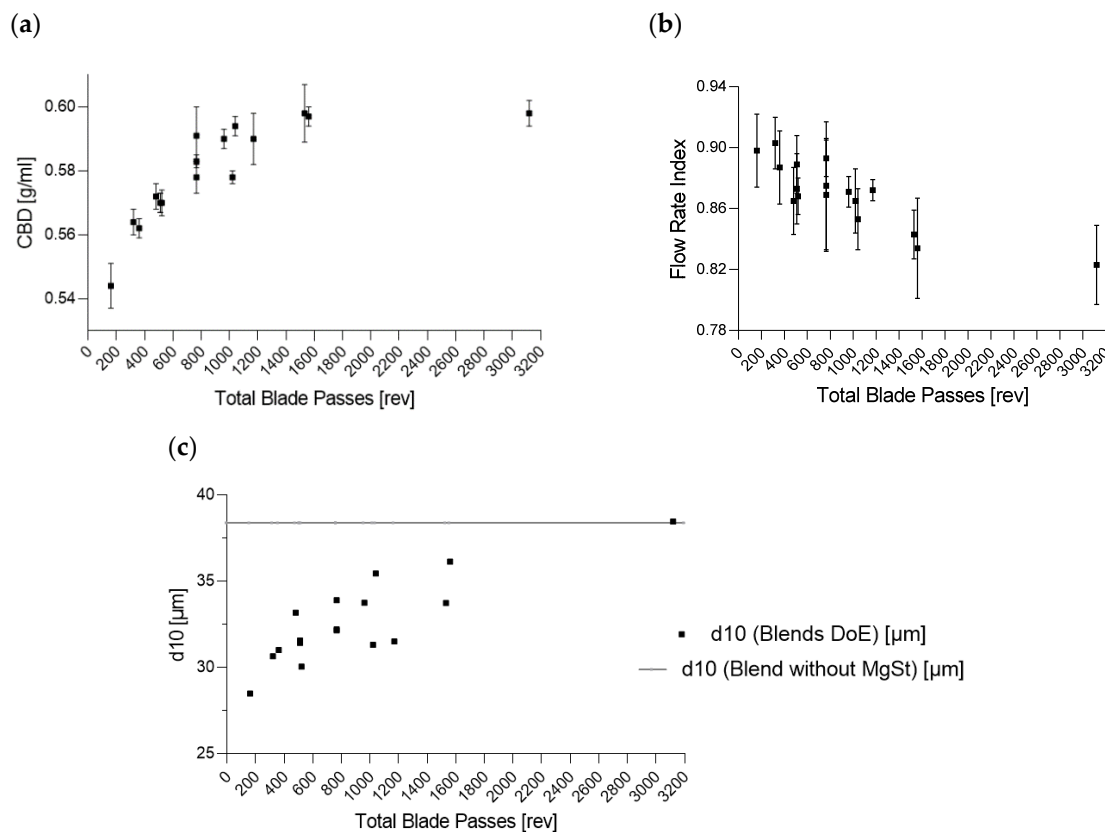 (a)
0.60
0.58
0.56
0.54
CBD [g/ml]
0 200 400 600 800 1000 1200 1400 1600 1800 2000 2200 2400 2600 2800 3000 3200
Total Blade Passes [rev]
(b)
0.94
0.90
0.86
0.82
0.78
Flow Rate Index
0 200 400 600 800 1000 1200 1400 1600 1800 2000 2200 2400 2600 2800 3000 3200
Total Blade Passes [rev]
(c)
40
35
30
25
d10 [µm]
0 200 400 600 800 1000 1200 1400 1600 1800 2000 2200 2400 2600 2800 3000 3200
Total Blade Passes [rev]
d10 (Blends DoE) [µm]
d10 (Blend without MgSt) [µm]